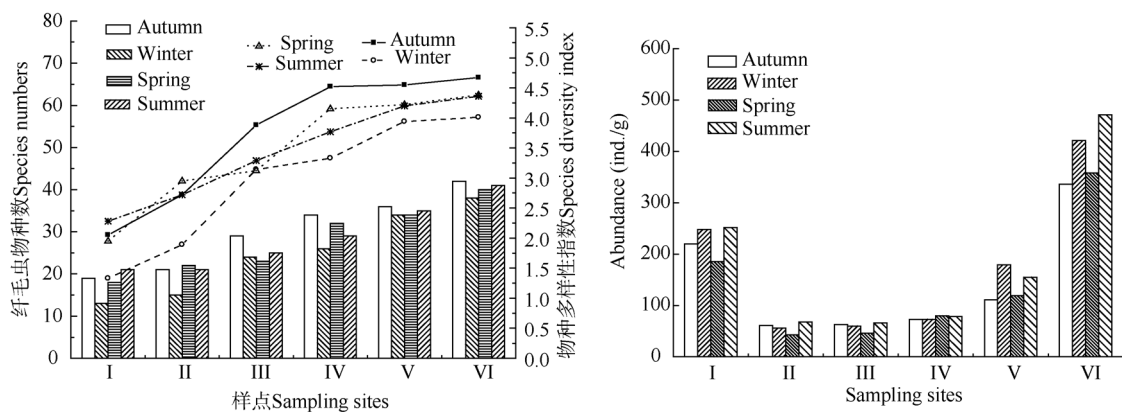 纤毛虫物种数Species numbers
80
70
60
50
40
30
20
10
0
Autumn
Winter
Spring
Summer
Spring
Autumn
Summer
Winter
5.5
5.0
4.5
4.0
3.5
3.0
2.5
2.0
1.5
1.0
0.5
0.0
物种多样性指数Species diversity index
I II III IV V VI
样点Sampling sites
Abundance (ind./g)
600
500
400
300
200
100
0
Autumn
Winter
Spring
Summer
I II III IV V VI
Sampling sites